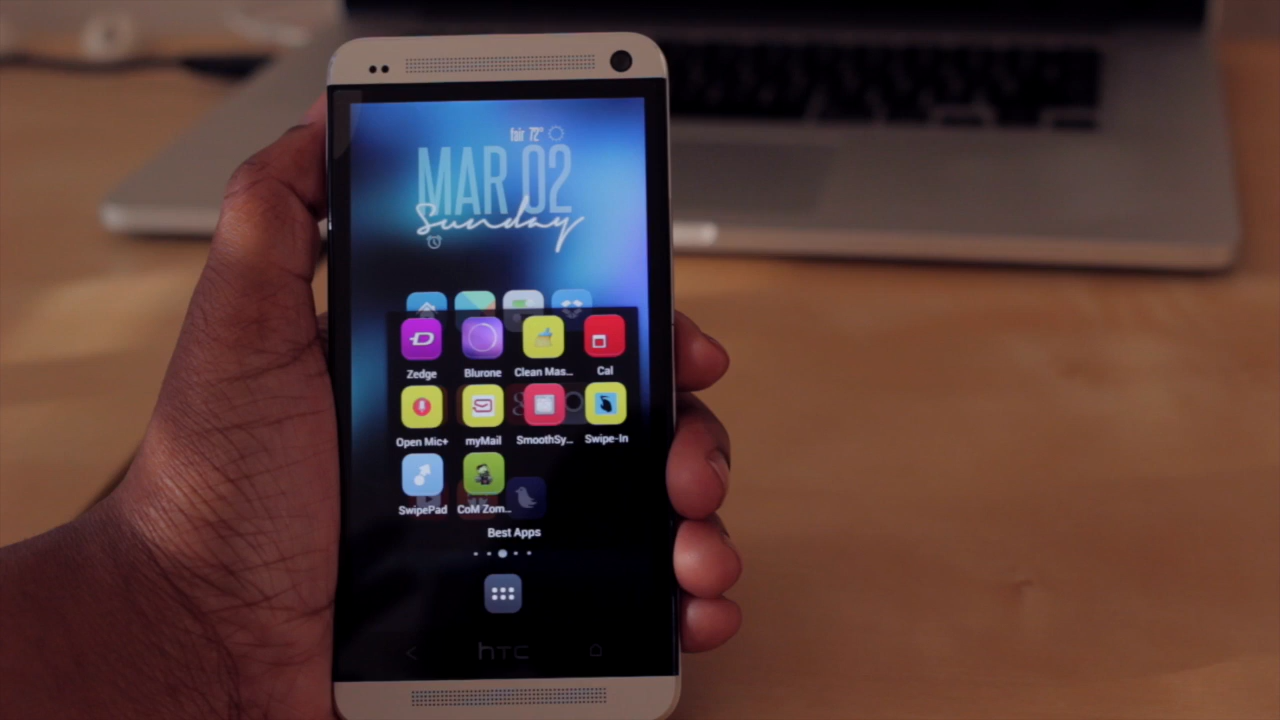 fair 72°
MAR 02
Sunday
Zedge
Blurone
Clean Mas...
Cal
Open Mic+
myMail
SmoothSy...
Swipe-In
SwipePad
CoM Zom...
Best Apps
hTC